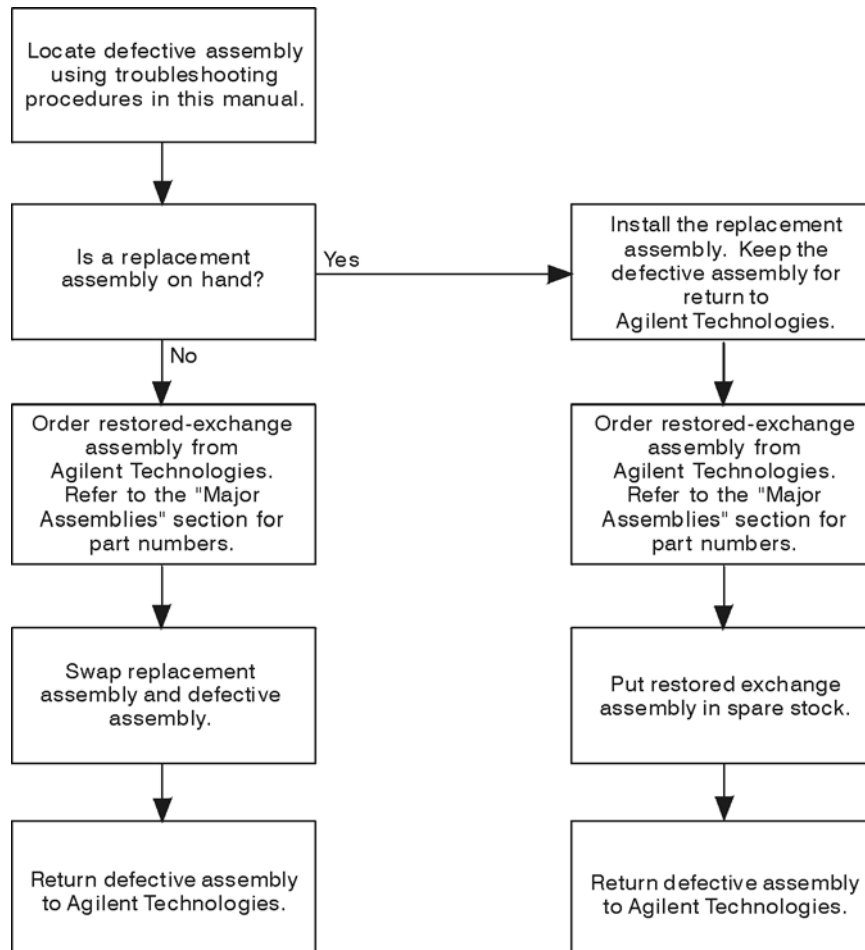 Locate defective assembly
using troubleshooting
procedures in this manual.
Is a replacement
assembly on hand?
Yes
No
Order restored-exchange
assembly from
Agilent Technologies.
Refer to the "Major
Assemblies" section for
part numbers.
Swap replacement
assembly and defective
assembly.
Return defective assembly
to Agilent Technologies.
Install the replacement
assembly. Keep the
defective assembly for
return to
Agilent Technologies.
Order restored-exchange
assembly from
Agilent Technologies.
Refer to the "Major
Assemblies" section for
part numbers.
Put restored exchange
assembly in spare stock.
Return defective assembly
to Agilent Technologies.